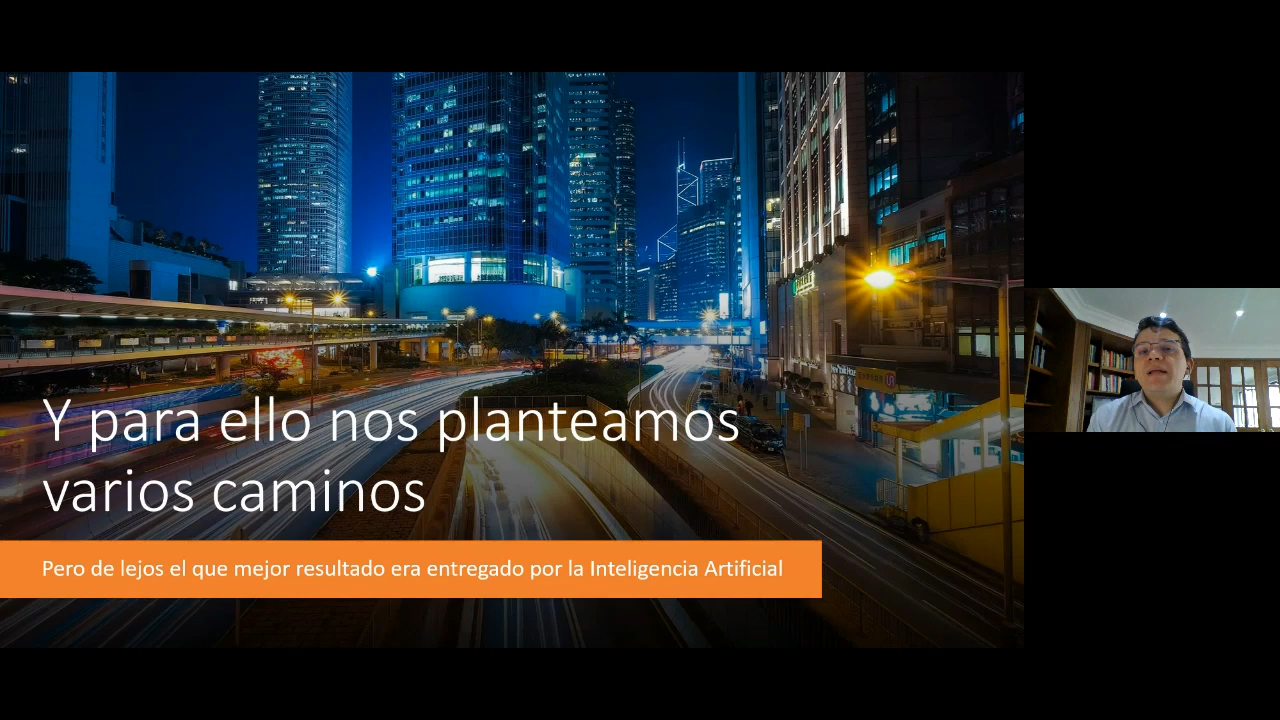 Y para ello nos planteamos
varios caminos
Pero de lejos el que mejor resultado era entregado por la Inteligencia Artificial